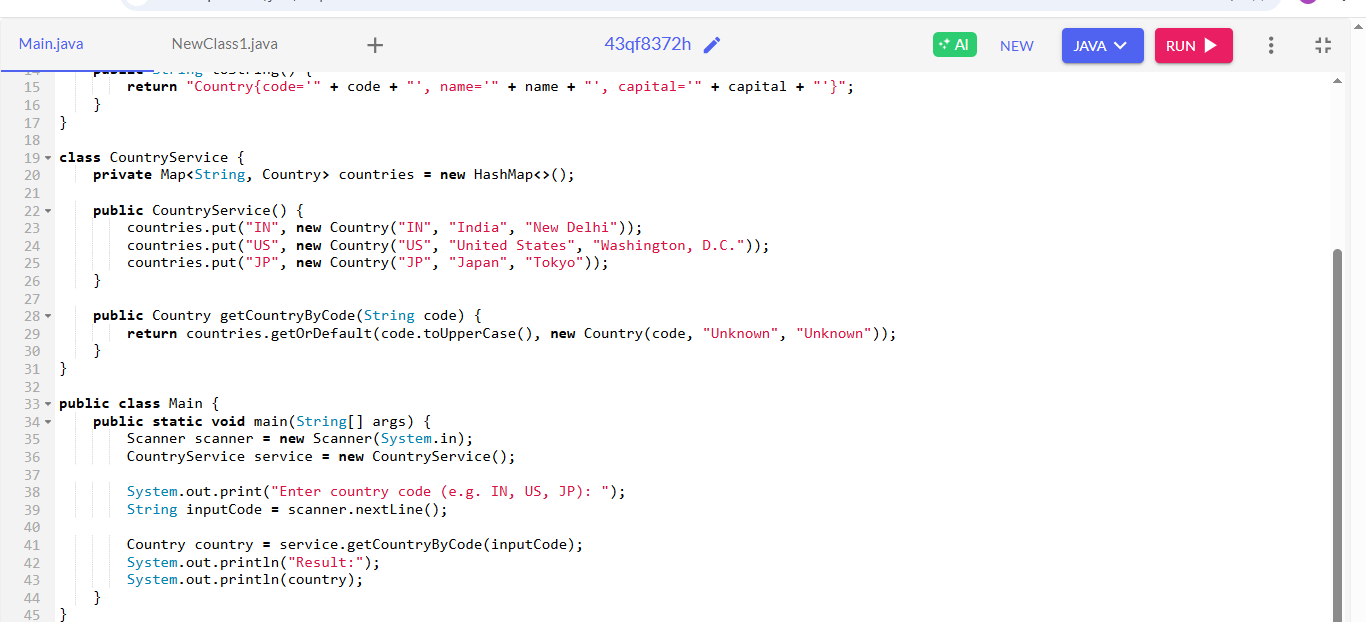 Main.java NewClass1.java + 43qf8372h AI NEW JAVA RUN
14 public String toString() {
15 return "Country{code='" + code + "', name='" + name + "', capital='" + capital + "'}";
16 }
17 }
18
19 class CountryService {
20 private Map<String, Country> countries = new HashMap<>();
21
22 public CountryService() {
23 countries.put("IN", new Country("IN", "India", "New Delhi"));
24 countries.put("US", new Country("US", "United States", "Washington, D.C."));
25 countries.put("JP", new Country("JP", "Japan", "Tokyo"));
26 }
27
28 public Country getCountryByCode(String code) {
29 return countries.getOrDefault(code.toUpperCase(), new Country(code, "Unknown", "Unknown"));
30 }
31 }
32
33 public class Main {
34 public static void main(String[] args) {
35 Scanner scanner = new Scanner(System.in);
36 CountryService service = new CountryService();
37
38 System.out.print("Enter country code (e.g. IN, US, JP): ");
39 String inputCode = scanner.nextLine();
40
41 Country country = service.getCountryByCode(inputCode);
42 System.out.println("Result:");
43 System.out.println(country);
44 }
45 }